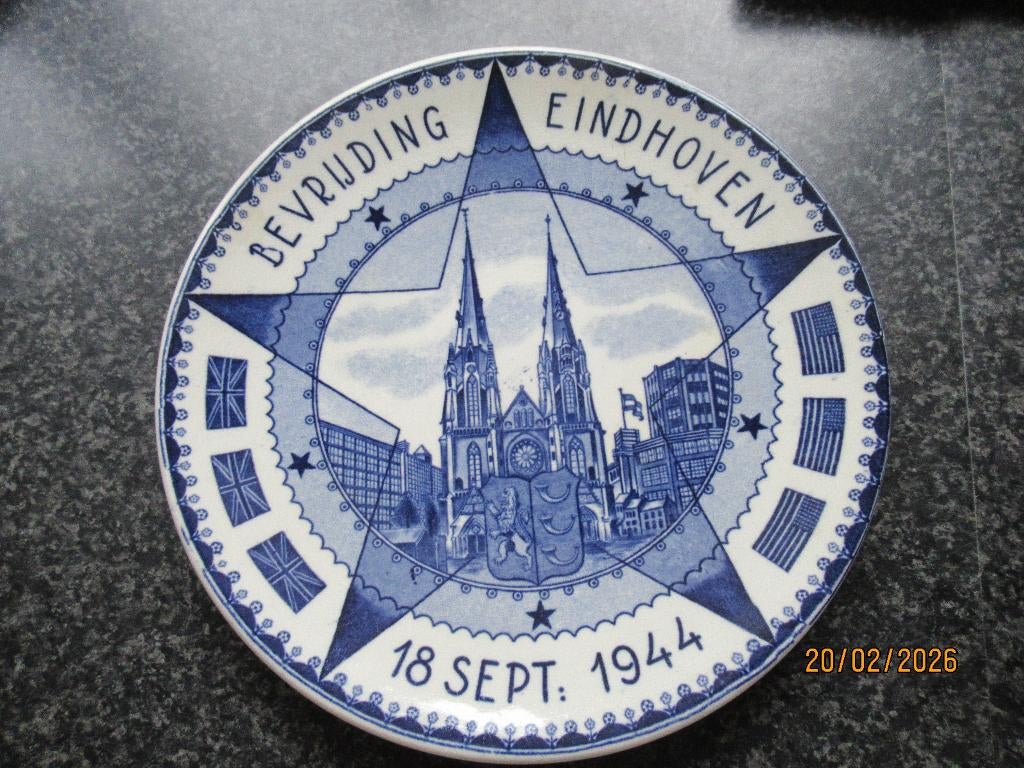 BEVRIJDING EINDHOVEN
18 SEPT: 1944
20/02/2026